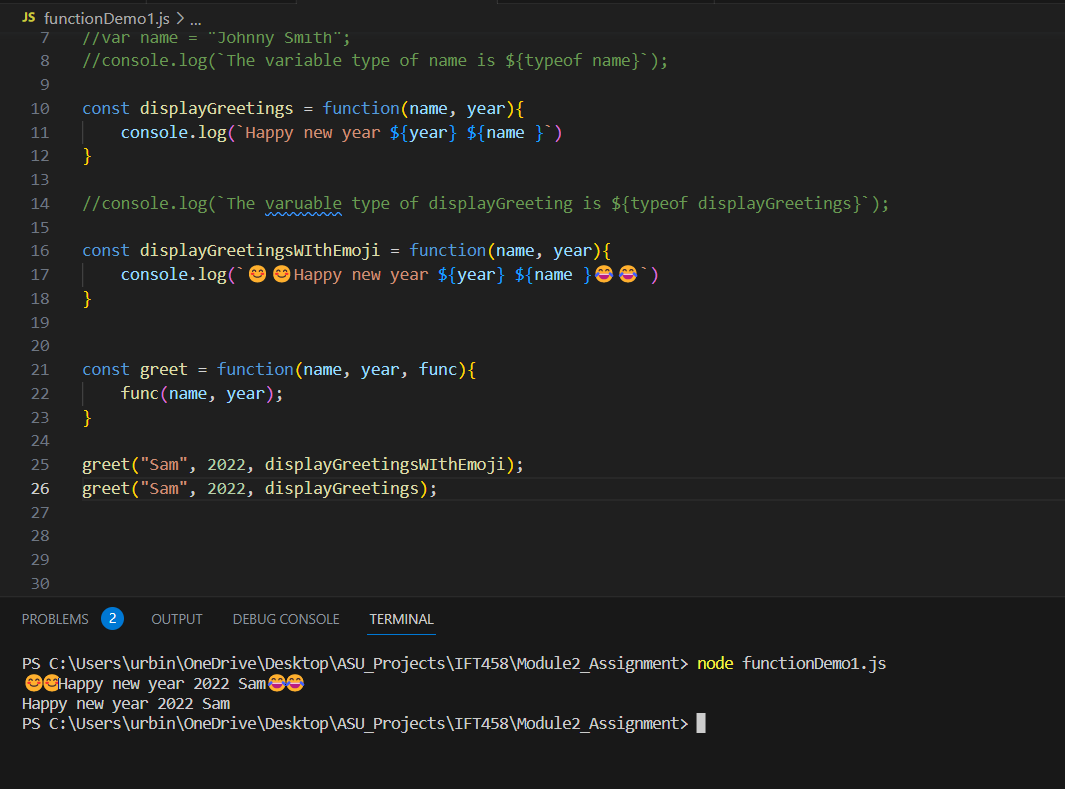 JS functionDemo1.js > ...
7 //var name = "Johnny Smith";
8 //console.log(`The variable type of name is ${typeof name}`);
9
10 const displayGreetings = function(name, year){
11 console.log(`Happy new year ${year} ${name }`)
12 }
13
14 //console.log(`The varuable type of displayGreeting is ${typeof displayGreetings}`);
15
16 const displayGreetingsWIthEmoji = function(name, year){
17 console.log(`😊😊Happy new year ${year} ${name }😂😂`)
18 }
19
20
21 const greet = function(name, year, func){
22 func(name, year);
23 }
24
25 greet("Sam", 2022, displayGreetingsWIthEmoji);
26 greet("Sam", 2022, displayGreetings);
27
28
29
30
PROBLEMS 2 OUTPUT DEBUG CONSOLE TERMINAL
PS C:\Users\urbin\OneDrive\Desktop\ASU_Projects\IFT458\Module2_Assignment> node functionDemo1.js
😊😊Happy new year 2022 Sam😂😂
Happy new year 2022 Sam
PS C:\Users\urbin\OneDrive\Desktop\ASU_Projects\IFT458\Module2_Assignment>